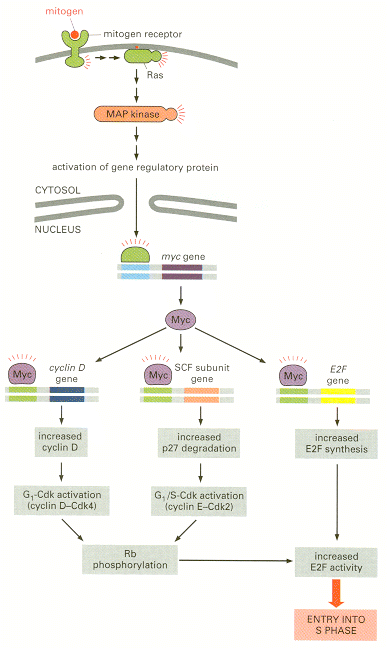 mitogen
mitogen receptor
Ras
MAP kinase
activation of gene regulatory protein
CYTOSOL
NUCLEUS
myc gene
Myc
Myc
cyclin D
gene
Myc
SCF subunit
gene
Myc
E2F
gene
increased
cyclin D
increased
p27 degradation
increased
E2F synthesis
G₁-Cdk activation
(cyclin D–Cdk4)
G₁/S-Cdk activation
(cyclin E–Cdk2)
Rb
phosphorylation
increased
E2F activity
ENTRY INTO
S PHASE